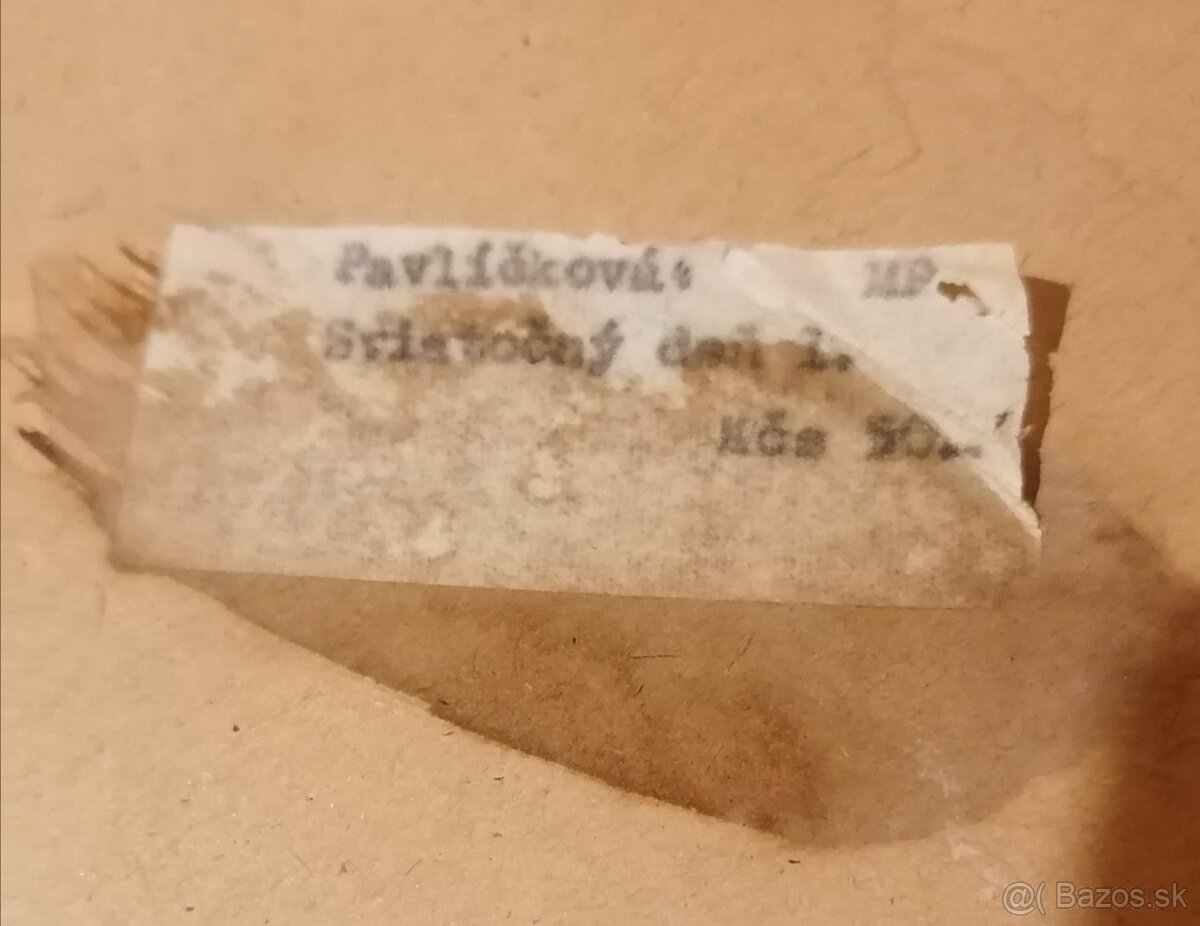 Pavlíčková: MP
Sviatočný deň i.
Kčs
@( Bazos.sk